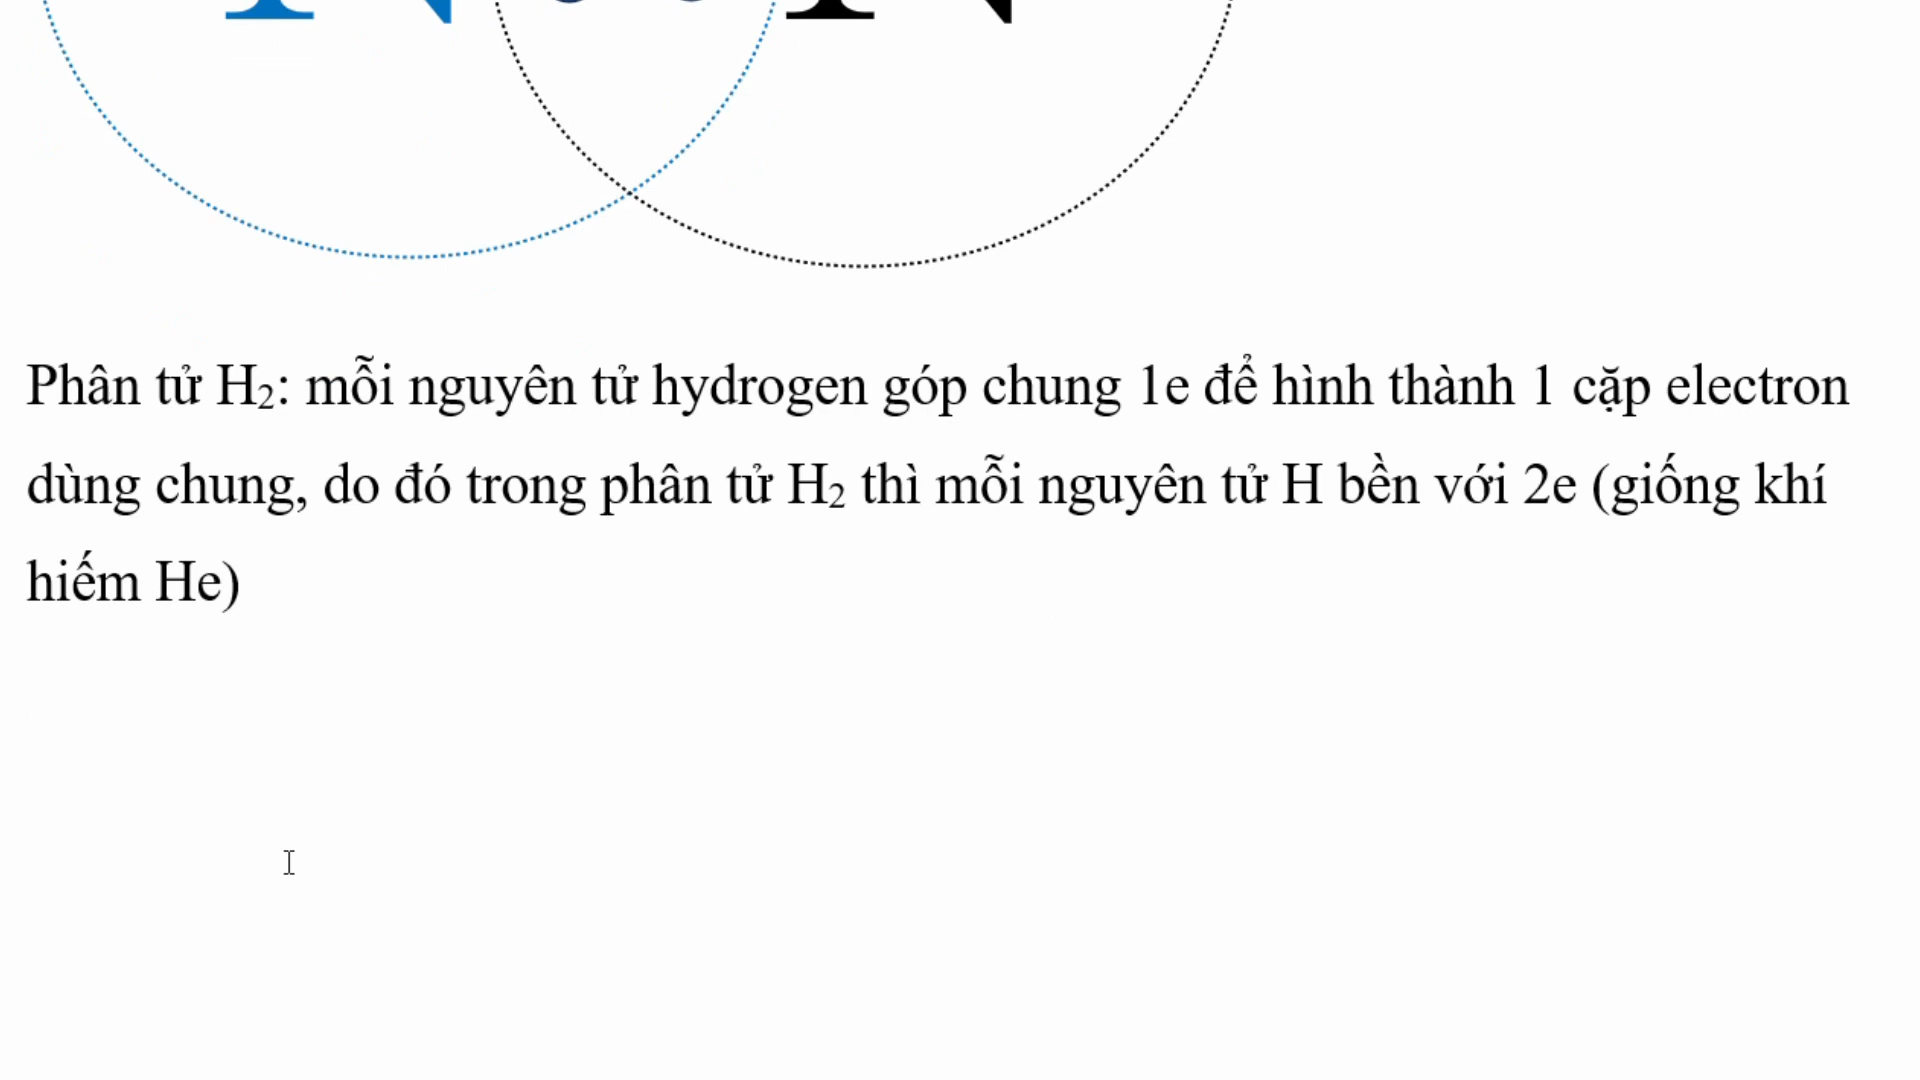 N N
Phân tử H₂: mỗi nguyên tử hydrogen góp chung 1e để hình thành 1 cặp electron
dùng chung, do đó trong phân tử H₂ thì mỗi nguyên tử H bền với 2e (giống khí
hiếm He)